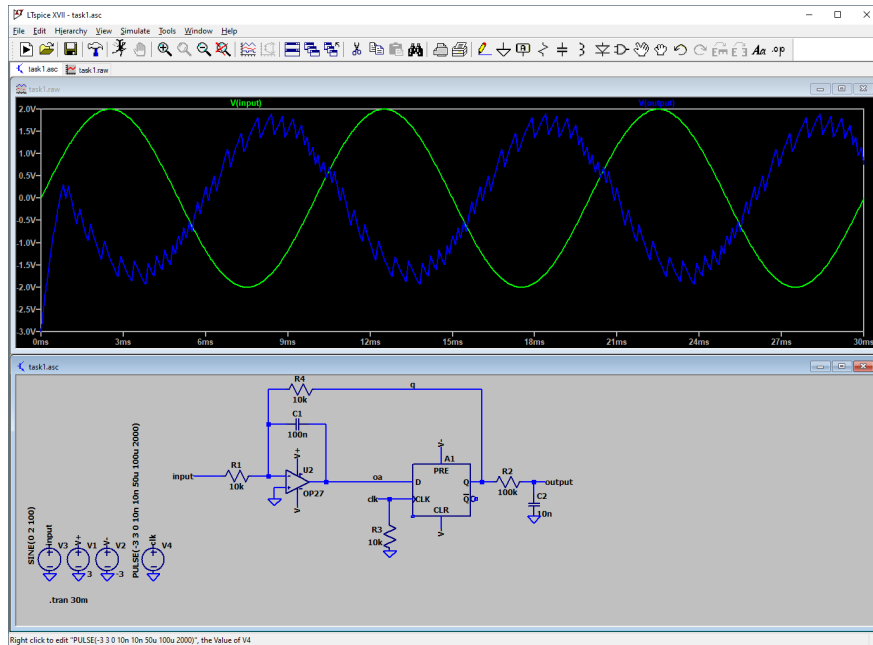 LTspice XVII - task1.asc
File Edit Hierarchy View Simulate Tools Window Help
task1.asc task1.raw
task1.raw
V(input) V(output)
2.0V
1.5V
1.0V
0.5V
0.0V
-0.5V
-1.0V
-1.5V
-2.0V
-2.5V
-3.0V
0ms 3ms 6ms 9ms 12ms 15ms 18ms 21ms 24ms 27ms 30ms
task1.asc
R4
10k
q
C1
100n
V+
V-
A1
PRE
input
R1
10k
U2
OP27
oa
D
Q
R2
100k
output
clk
CLK
Q
C2
10n
CLR
R3
10k
V-
V-
SINE(0 2 100)
input
V3
V+
V1
3
V-
V2
-3
PULSE(-3 3 0 10n 10n 50u 100u 2000)
clk
V4
.tran 30m
Right click to edit "PULSE(-3 3 0 10n 10n 50u 100u 2000)", the Value of V4